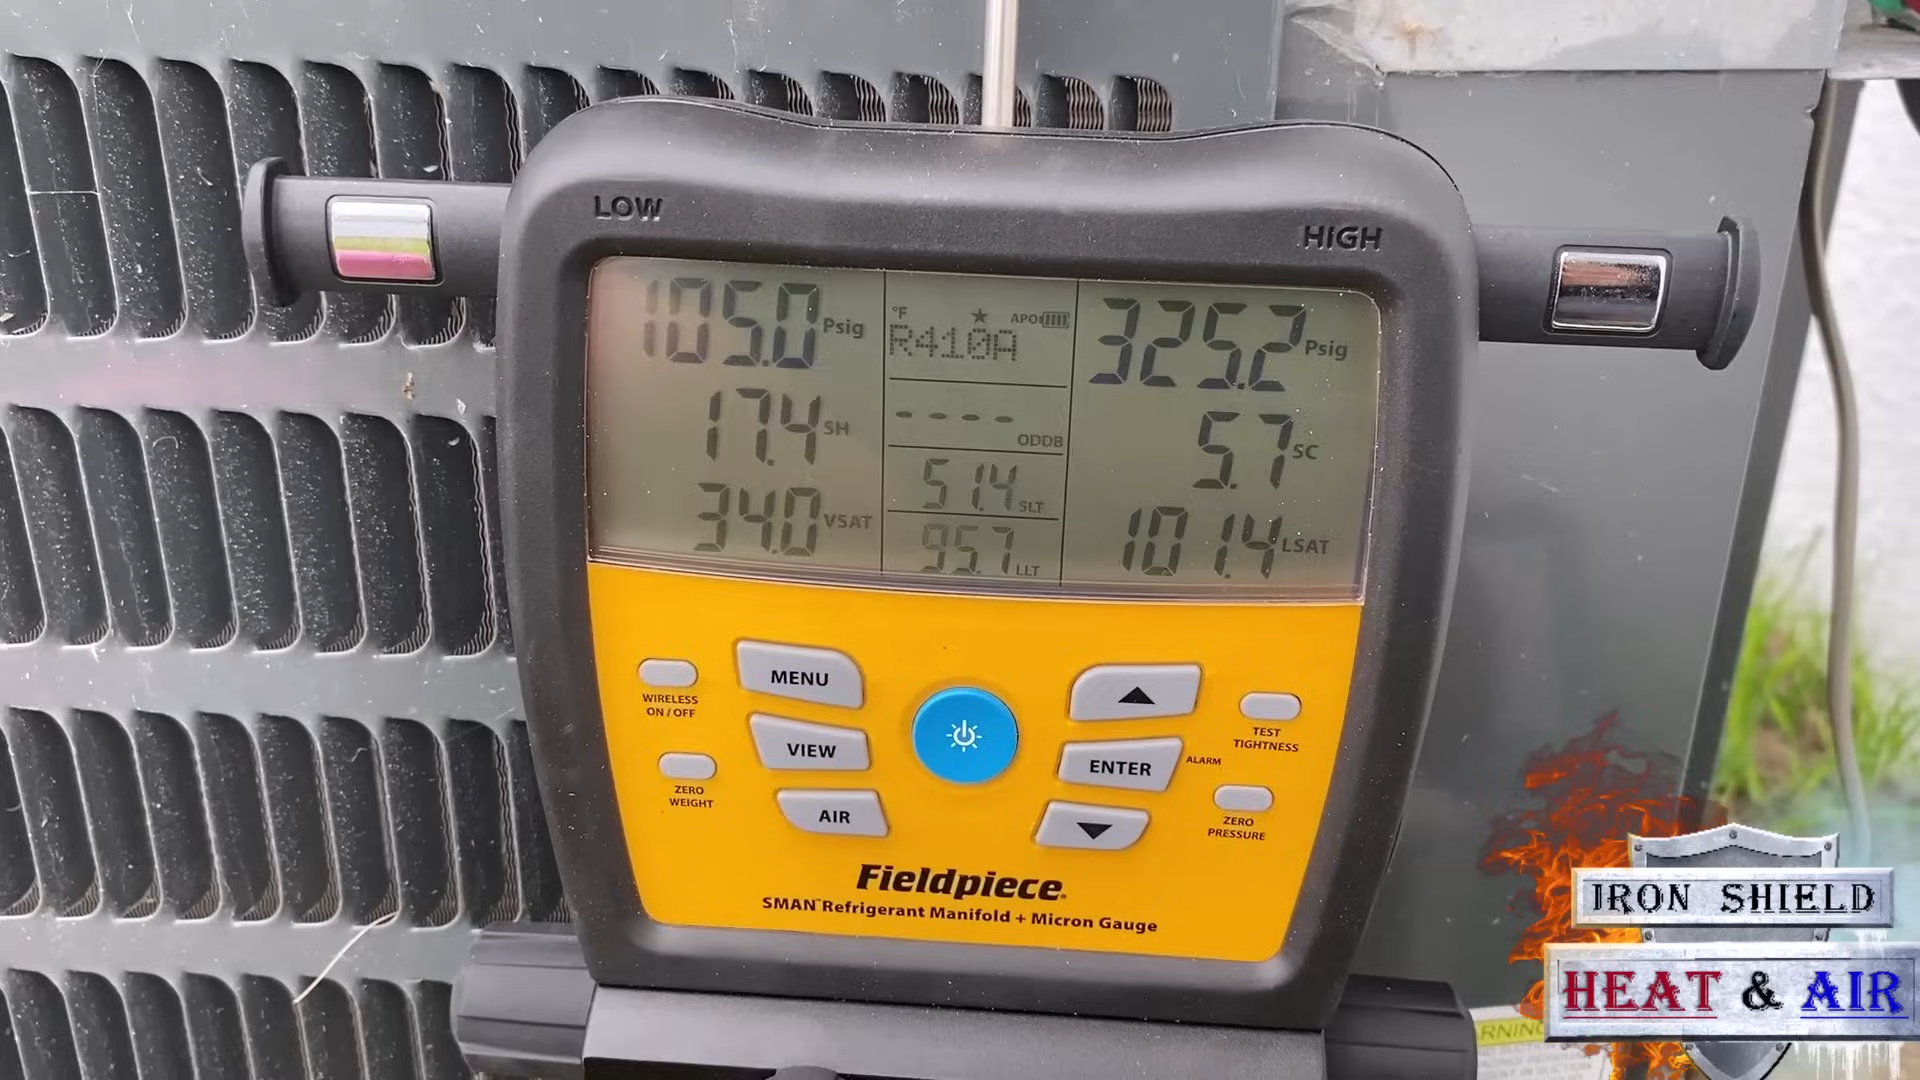 LOW
HIGH
105.0 Psig
°F
APO
R410A
325.2 Psig
17.4 SH
---- ODDB
5.7 SC
51.4 SLT
34.0 VSAT
95.7 LLT
101.4 LSAT
WIRELESS
ON / OFF
MENU
TEST
TIGHTNESS
VIEW
ENTER
ALARM
ZERO
WEIGHT
AIR
ZERO
PRESSURE
Fieldpiece
SMAN™ Refrigerant Manifold + Micron Gauge
IRON SHIELD
HEAT & AIR